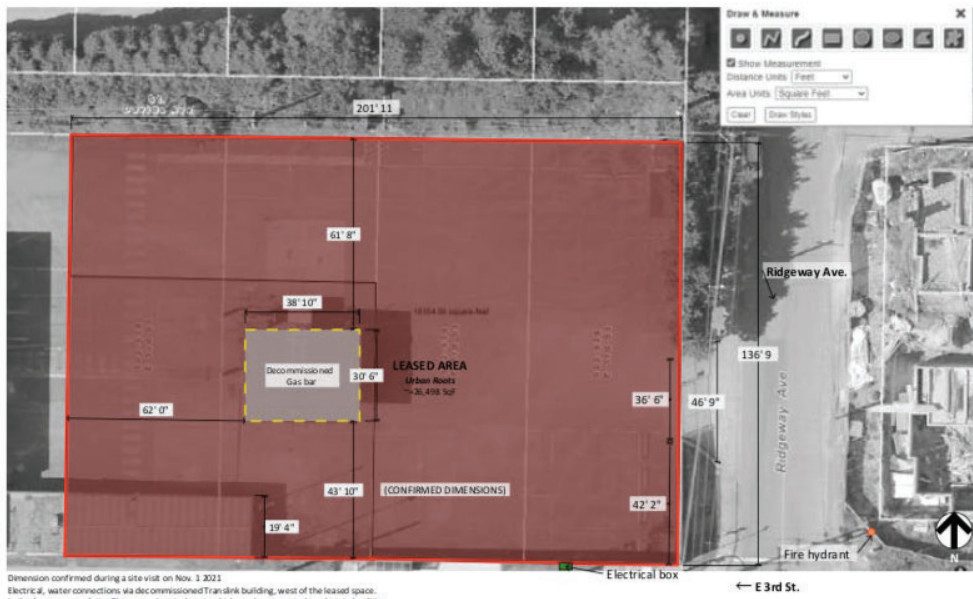 Draw & Measure
Show Measurement
Distance Units: Feet
Area Units: Square Feet
Clear
Draw Styles
201' 11
61' 8"
Ridgeway Ave.
38' 10"
136' 9
Decommissioned
Gas bar
30' 6"
LEASED AREA
Urban Roots
~26,498 SqF
62' 0"
36' 6"
46' 9"
Ridgeway Ave.
43' 10"
(CONFIRMED DIMENSIONS)
42' 2"
19' 4"
Fire hydrant
N
Electrical box
← E 3rd St.
Dimension confirmed during a site visit on Nov. 1 2021
Electrical, water connections via decommissioned Translink building, west of the leased space.